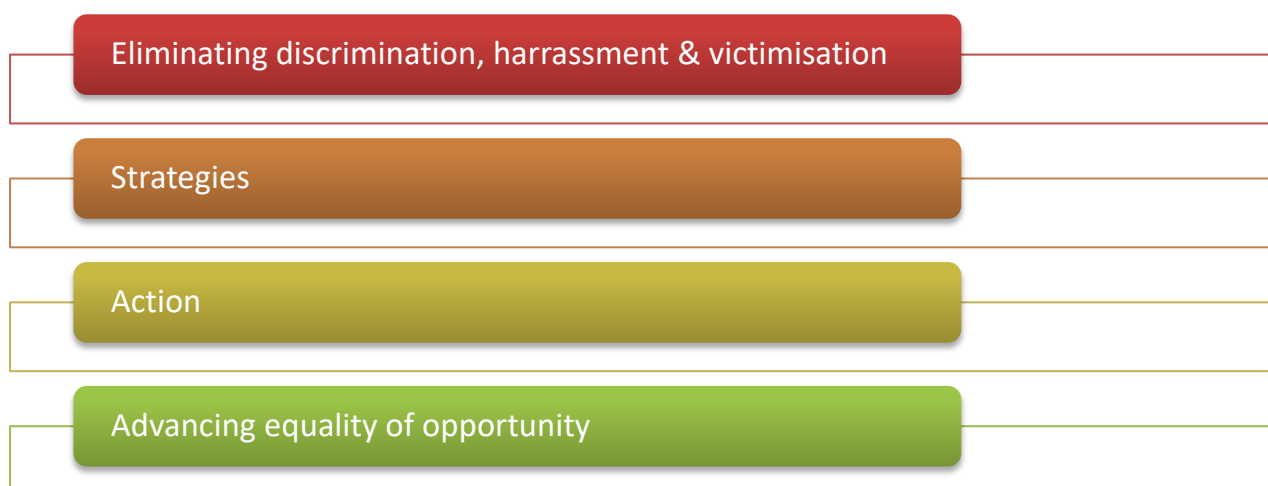 Eliminating discrimination, harrassment & victimisation
Strategies
Action
Advancing equality of opportunity